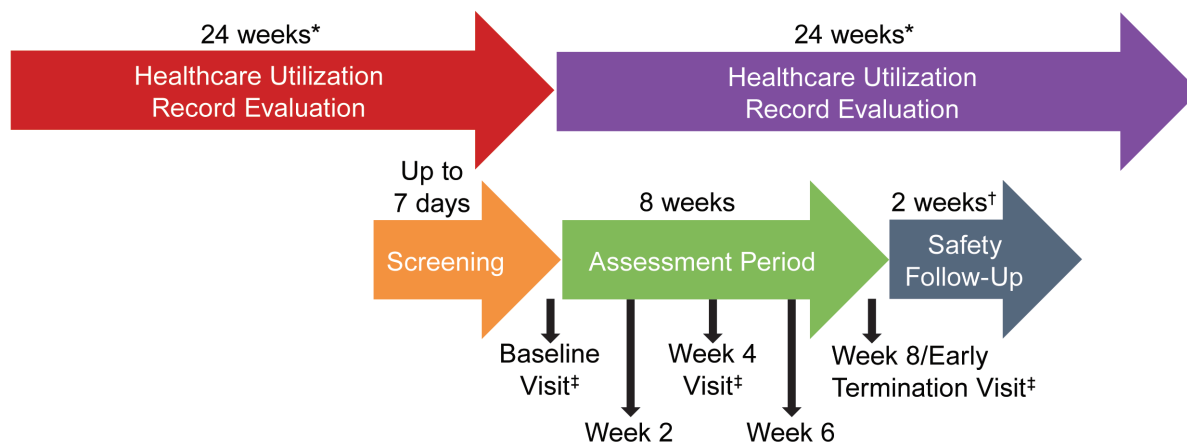 24 weeks*
Healthcare Utilization
Record Evaluation
24 weeks*
Healthcare Utilization
Record Evaluation
Up to
7 days
Screening
8 weeks
Assessment Period
2 weeks†
Safety
Follow-Up
Baseline
Visit‡
Week 2
Week 4
Visit‡
Week 6
Week 8/Early
Termination Visit‡